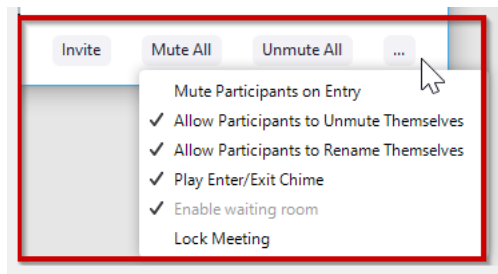 Invite Mute All Unmute All ...
Mute Participants on Entry
✓ Allow Participants to Unmute Themselves
✓ Allow Participants to Rename Themselves
✓ Play Enter/Exit Chime
✓ Enable waiting room
Lock Meeting